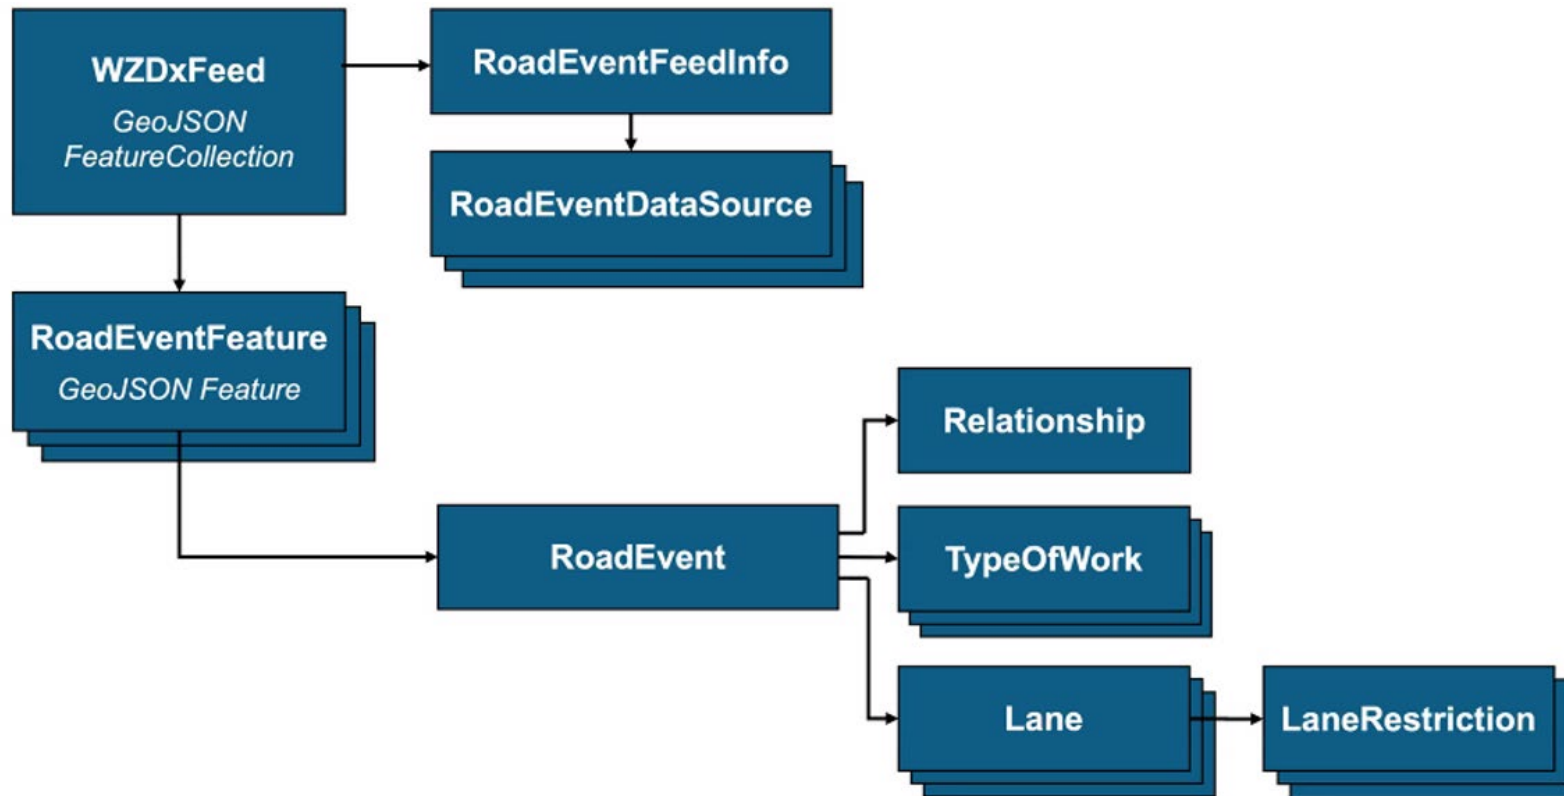 WZDxFeed
GeoJSON
FeatureCollection
RoadEventFeedInfo
RoadEventDataSource
RoadEventFeature
GeoJSON Feature
Relationship
RoadEvent
TypeOfWork
Lane
LaneRestriction